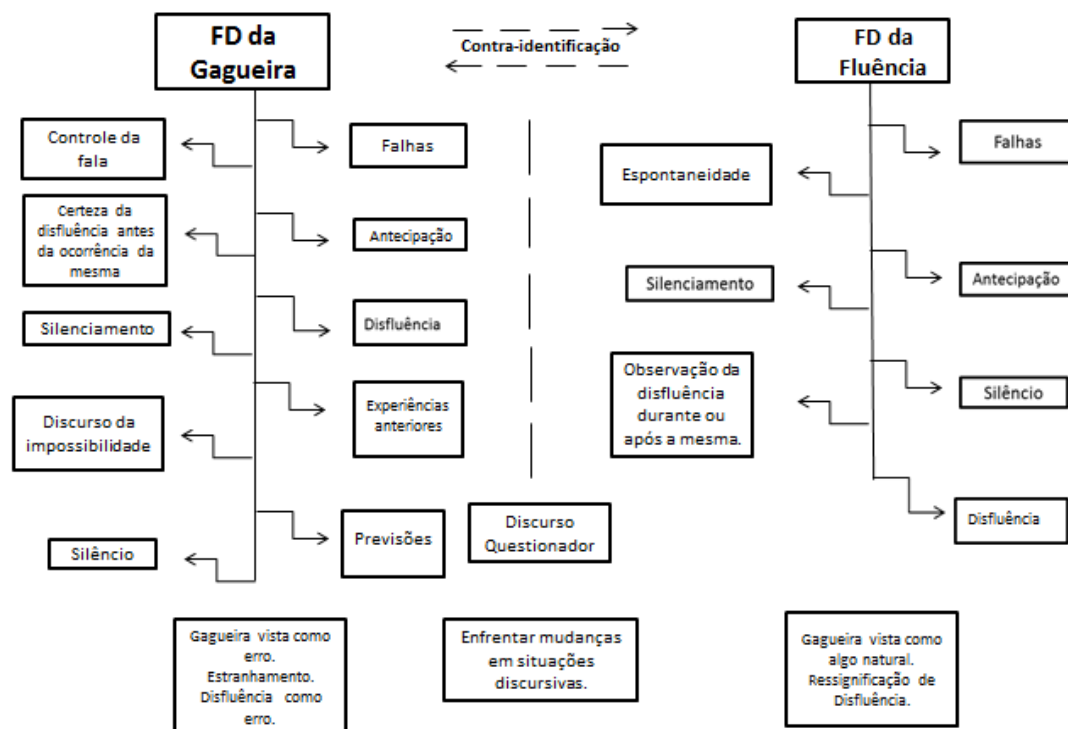 FD da
Gagueira
Contra-identificação
FD da
Fluência
Controle da
fala
Falhas
Certeza da
disfluência antes
da ocorrência da
mesma
Antecipação
Silenciamento
Disfluência
Discurso da
impossibilidade
Experiências
anteriores
Silêncio
Previsões
Discurso
Questionador
Espontaneidade
Falhas
Silenciamento
Antecipação
Observação da
disfluência
durante ou
após a mesma.
Silêncio
Disfluência
Gagueira vista como
erro.
Estranhamento.
Disfluência como
erro.
Enfrentar mudanças
em situações
discursivas.
Gagueira vista como
algo natural.
Ressignificação de
Disfluência.